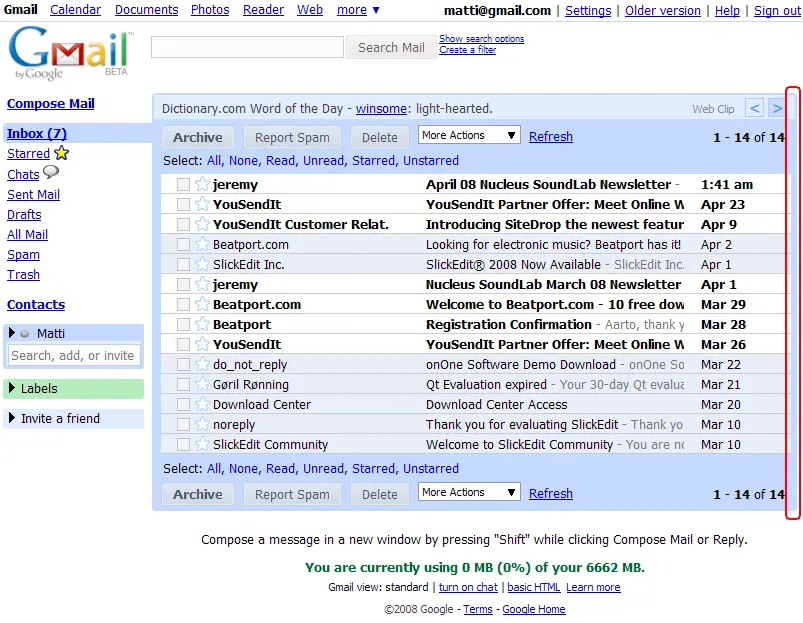 Gmail Calendar Documents Photos Reader Web more ▼ matti@gmail.com | Settings | Older version | Help | Sign out
Gmail™ by Google BETA
Search Mail Show search options
Create a filter
Compose Mail
Inbox (7)
Starred
Chats
Sent Mail
Drafts
All Mail
Spam
Trash
Contacts
Matti
Search, add, or invite
Labels
Invite a friend
Dictionary.com Word of the Day - winsome: light-hearted. Web Clip < >
Archive Report Spam Delete More Actions ▼ Refresh 1 - 14 of 14
Select: All, None, Read, Unread, Starred, Unstarred
jeremy April 08 Nucleus SoundLab Newsletter - 1:41 am
YouSendIt YouSendIt Partner Offer: Meet Online W Apr 23
YouSendIt Customer Relat. Introducing SiteDrop the newest featur Apr 9
Beatport.com Looking for electronic music? Beatport has it! Apr 2
SlickEdit Inc. SlickEdit® 2008 Now Available - SlickEdit Inc. Apr 1
jeremy Nucleus SoundLab March 08 Newsletter Apr 1
Beatport.com Welcome to Beatport.com - 10 free dow Mar 29
Beatport Registration Confirmation - Aarto, thank y Mar 28
YouSendIt YouSendIt Partner Offer: Meet Online W Mar 26
do_not_reply onOne Software Demo Download - onOne So Mar 22
Gøril Rønning Qt Evaluation expired - Your 30-day Qt evalua Mar 21
Download Center Download Center Access Mar 20
noreply Thank you for evaluating SlickEdit - Thank yo Mar 10
SlickEdit Community Welcome to SlickEdit Community - You are no Mar 10
Select: All, None, Read, Unread, Starred, Unstarred
Archive Report Spam Delete More Actions ▼ Refresh 1 - 14 of 14
Compose a message in a new window by pressing "Shift" while clicking Compose Mail or Reply.
You are currently using 0 MB (0%) of your 6662 MB.
Gmail view: standard | turn on chat | basic HTML Learn more
©2008 Google - Terms - Google Home